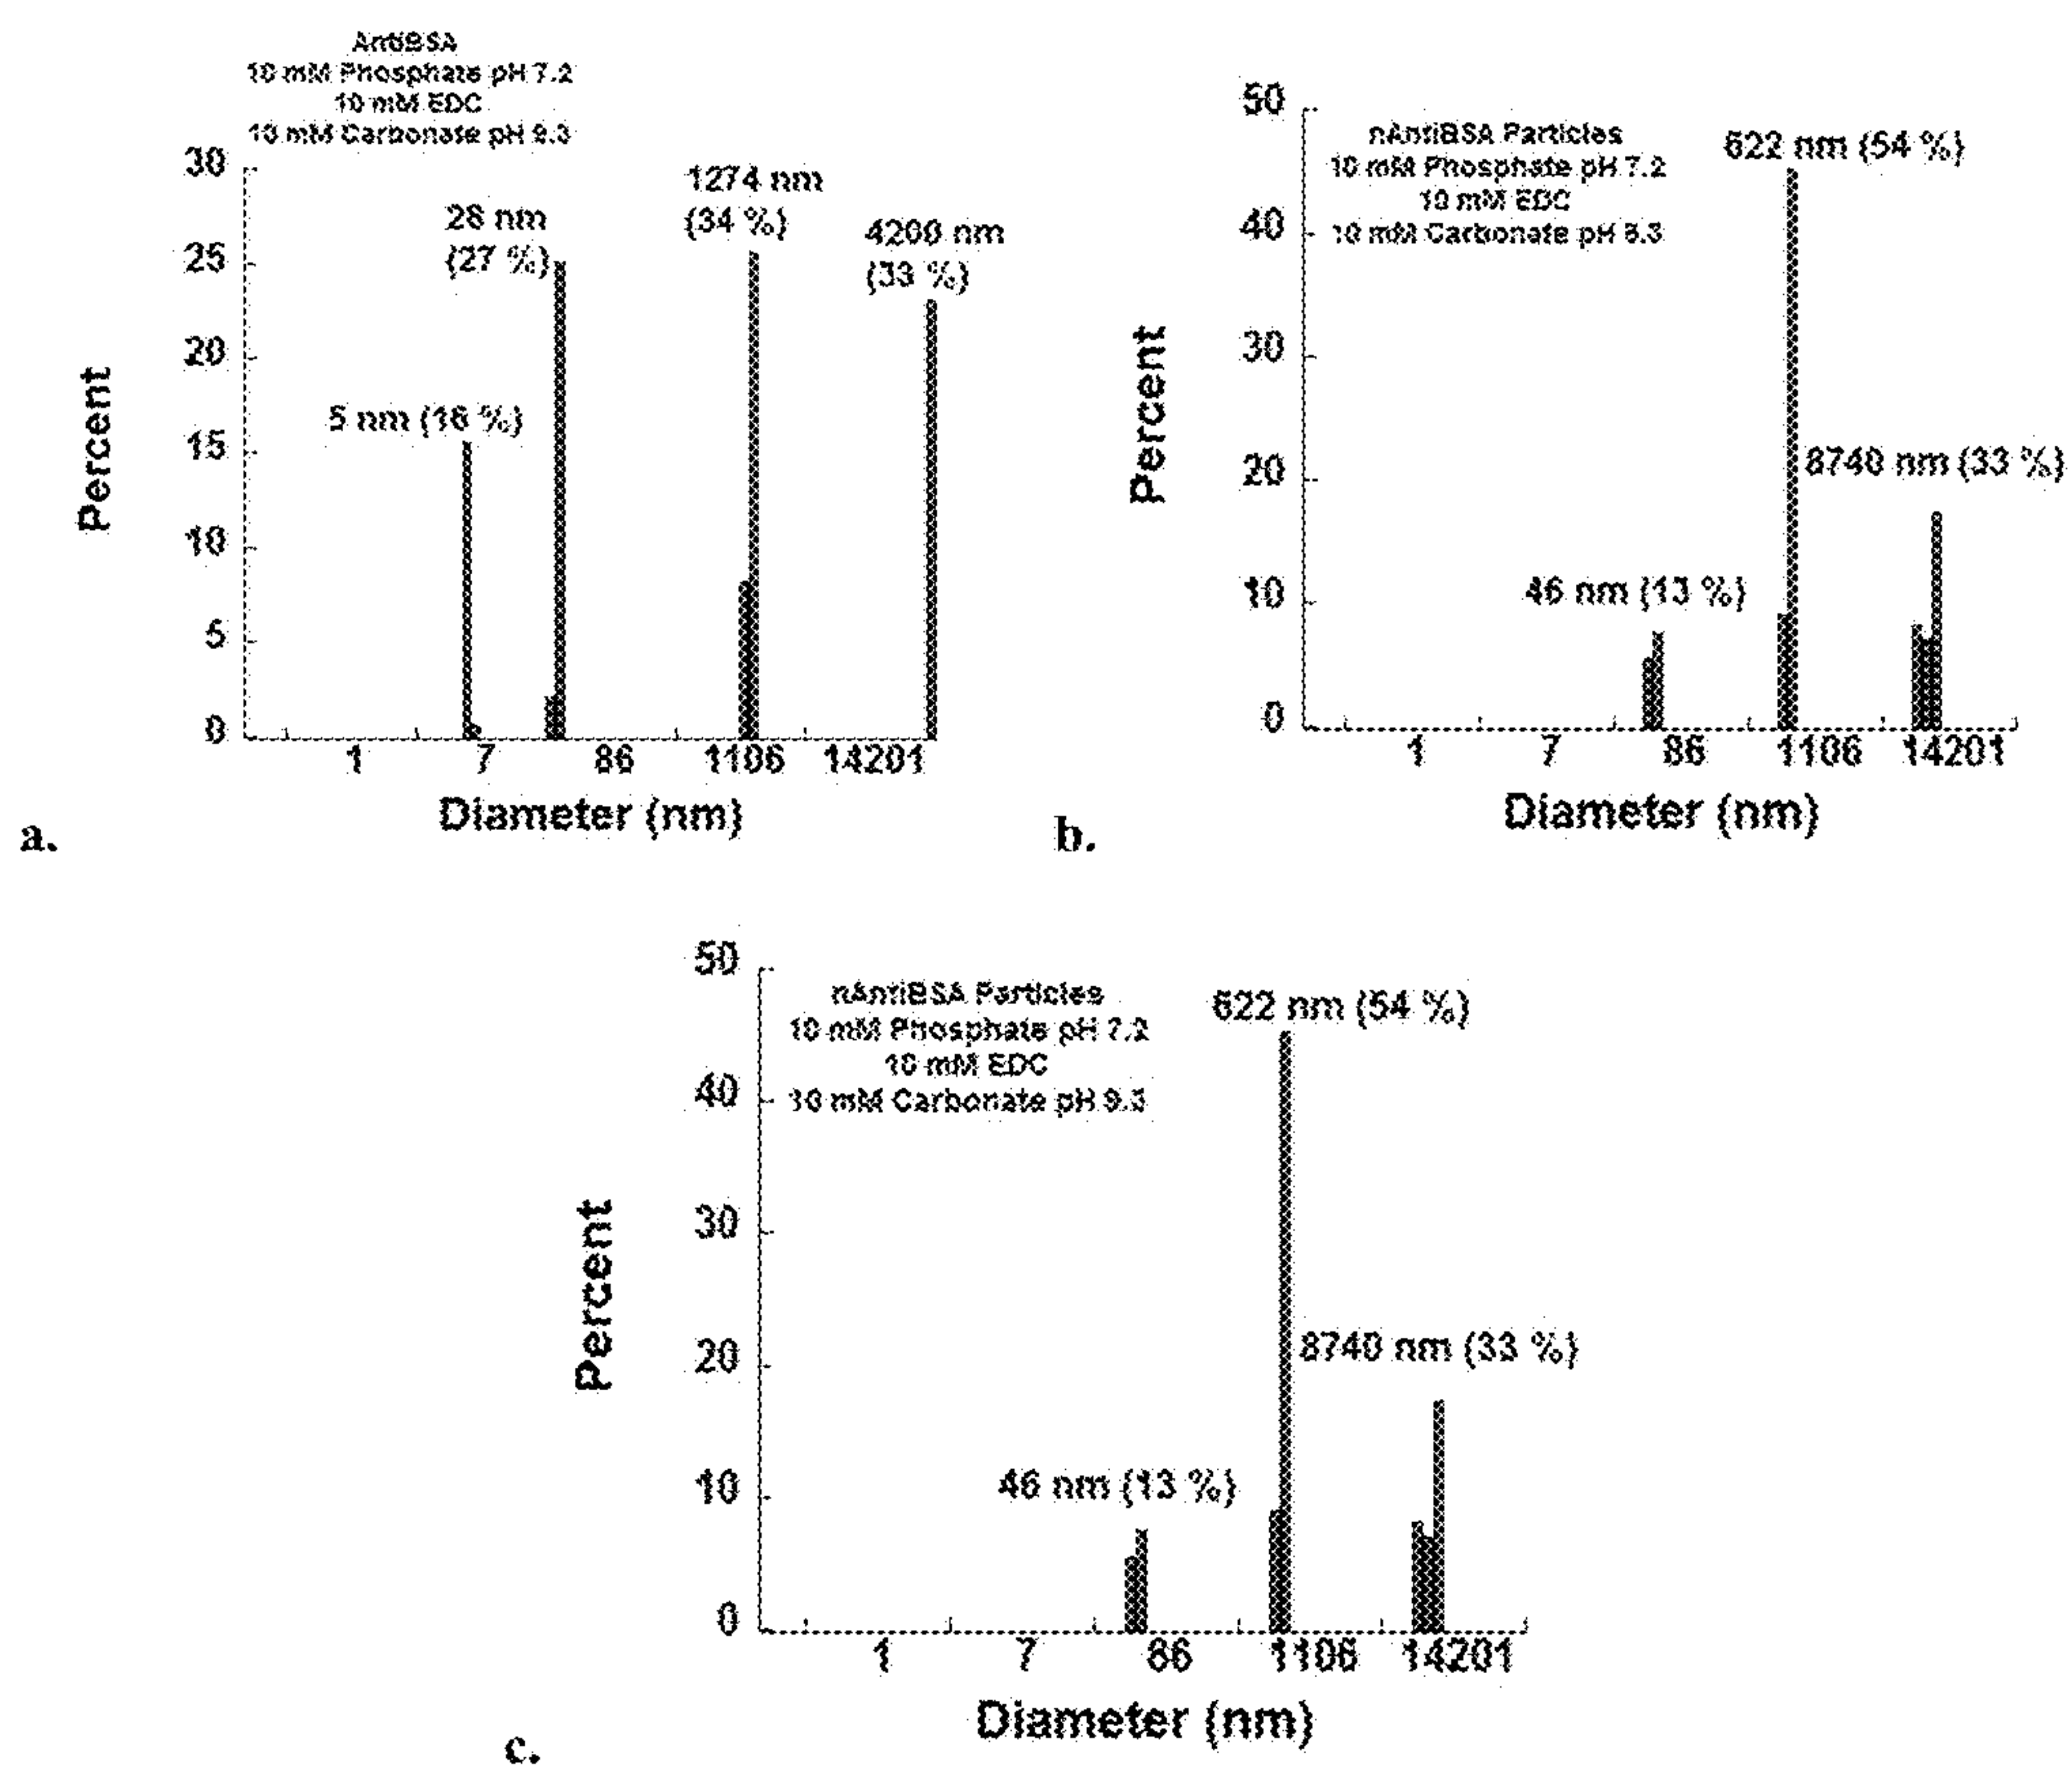 AntiBSA
10 mM Phosphate pH 7.2
10 mM EDC
10 mM Carbonate pH 9.3
30
25
20
15
10
5
0
28 nm
(27 %)
1274 nm
(34 %)
4200 nm
(33 %)
5 nm (16 %)
Percent
1 7 86 1106 14201
Diameter (nm)
a.
50
40
30
20
10
0
nAntiBSA Particles
10 mM Phosphate pH 7.2
10 mM EDC
10 mM Carbonate pH
622 nm (54 %)
8740 nm (33 %)
46 nm (13 %)
Percent
1 7 86 1106 14201
Diameter (nm)
b.
50
40
30
20
10
0
nAntiBSA Particles
10 mM Phosphate pH 7.2
10 mM EDC
10 mM Carbonate pH 9.3
622 nm (54 %)
8740 nm (33 %)
46 nm (13 %)
Percent
1 7 86 1106 14201
Diameter (nm)
c.